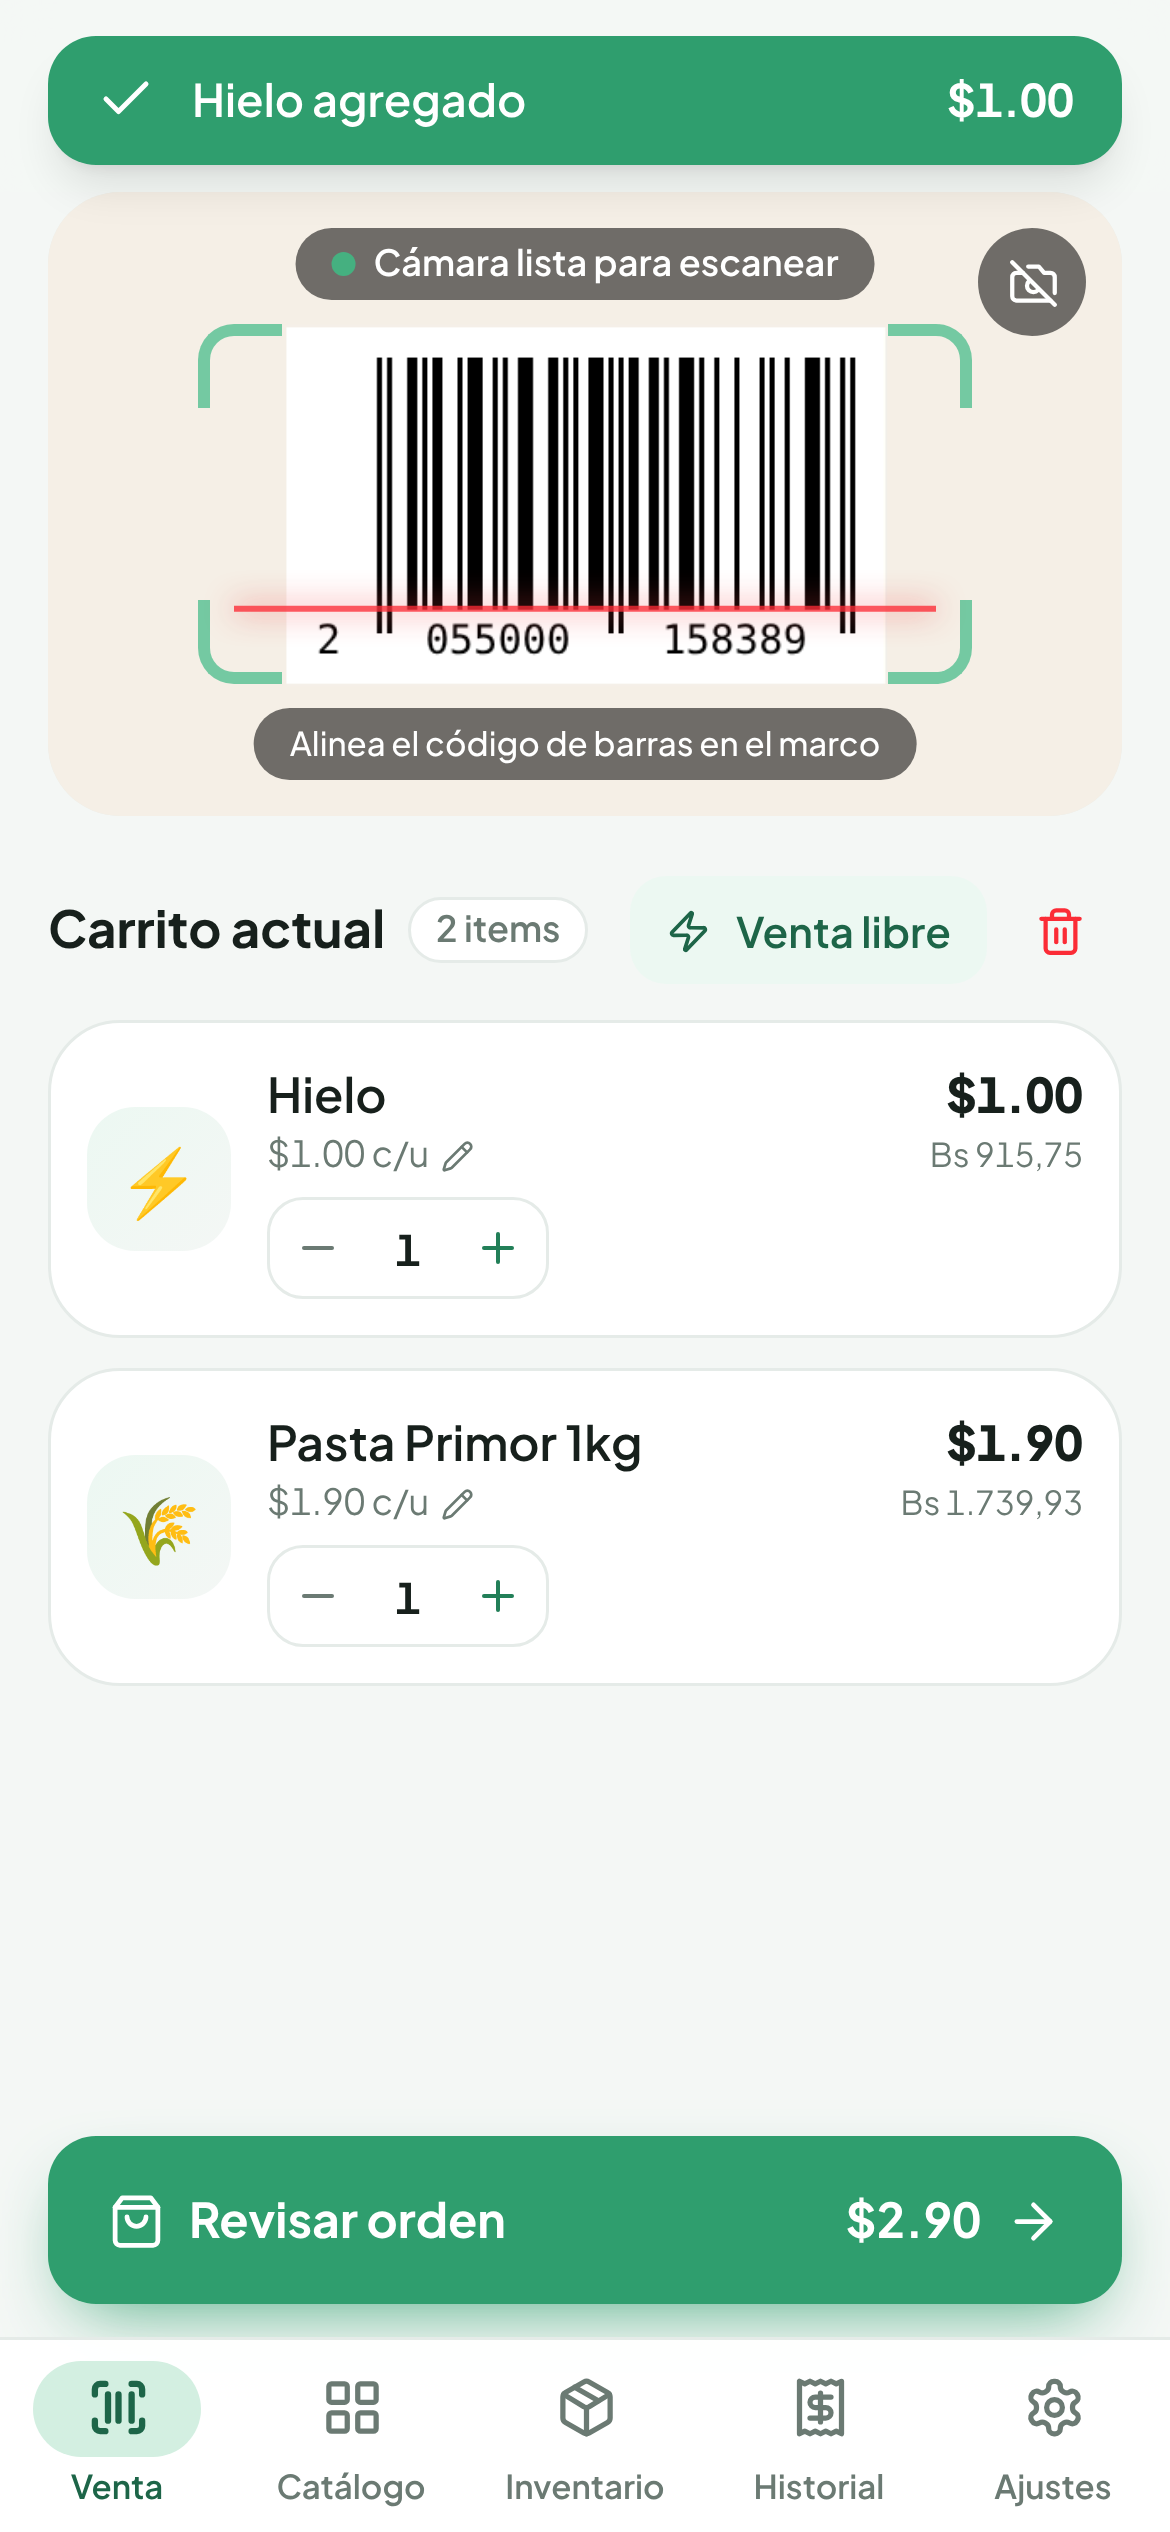 Hielo agregado $1.00
Cámara lista para escanear
2 055000 158389
Alinea el código de barras en el marco
Carrito actual 2 items Venta libre
Hielo $1.00
$1.00 c/u Bs 915,75
1
Pasta Primor 1kg $1.90
$1.90 c/u Bs 1.739,93
1
Revisar orden $2.90
Venta Catálogo Inventario Historial Ajustes